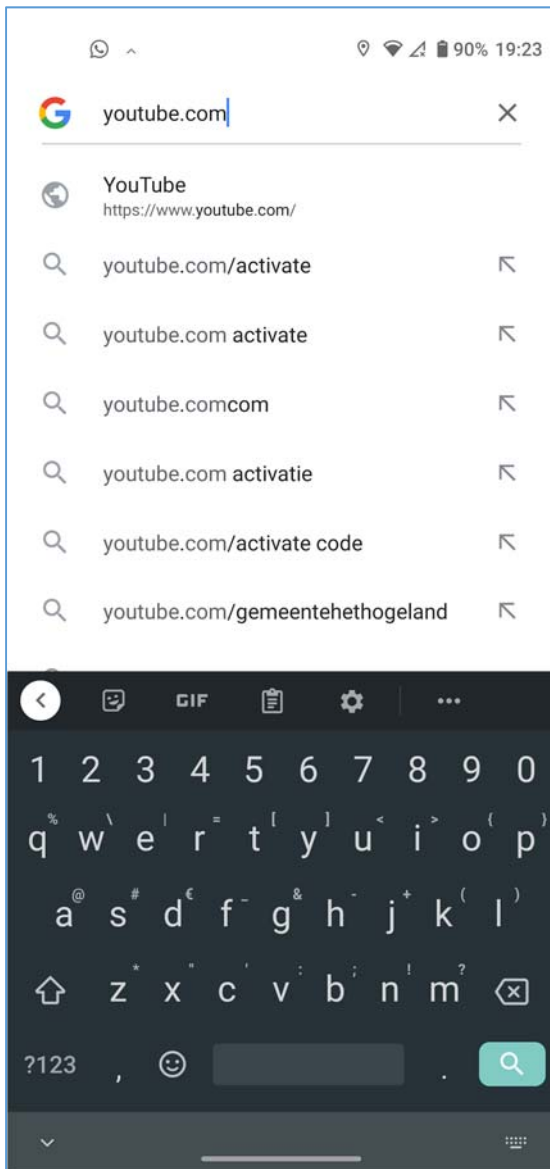 90% 19:23
youtube.com
YouTube
https://www.youtube.com/
youtube.com/activate
youtube.com activate
youtube.comcom
youtube.com activatie
youtube.com/activate code
youtube.com/gemeentehethogeland
GIF
1 2 3 4 5 6 7 8 9 0
% \ | = [ ] < > { }
q w e r t y u i o p
@ # € _ & - + ( )
a s d f g h j k l
* " ' : ; ! ?
z x c v b n m
?123 , .